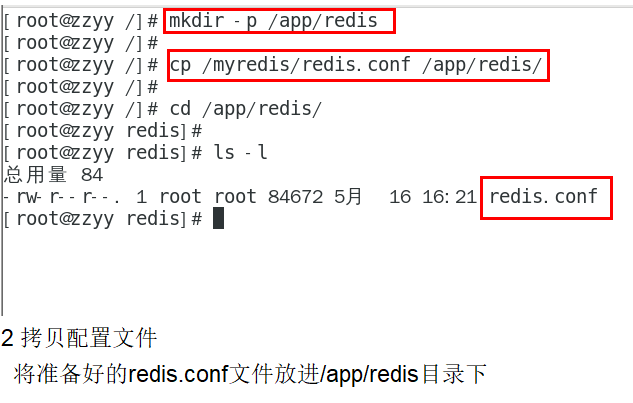 [root@zzyy /]# mkdir -p /app/redis
[root@zzyy /]#
[root@zzyy /]# cp /myredis/redis.conf /app/redis/
[root@zzyy /]#
[root@zzyy /]# cd /app/redis/
[root@zzyy redis]#
[root@zzyy redis]# ls -l
总用量 84
-rw-r--r--. 1 root root 84672 5月  16 16:21 redis.conf
[root@zzyy redis]#
2 拷贝配置文件
将准备好的redis.conf文件放进/app/redis目录下